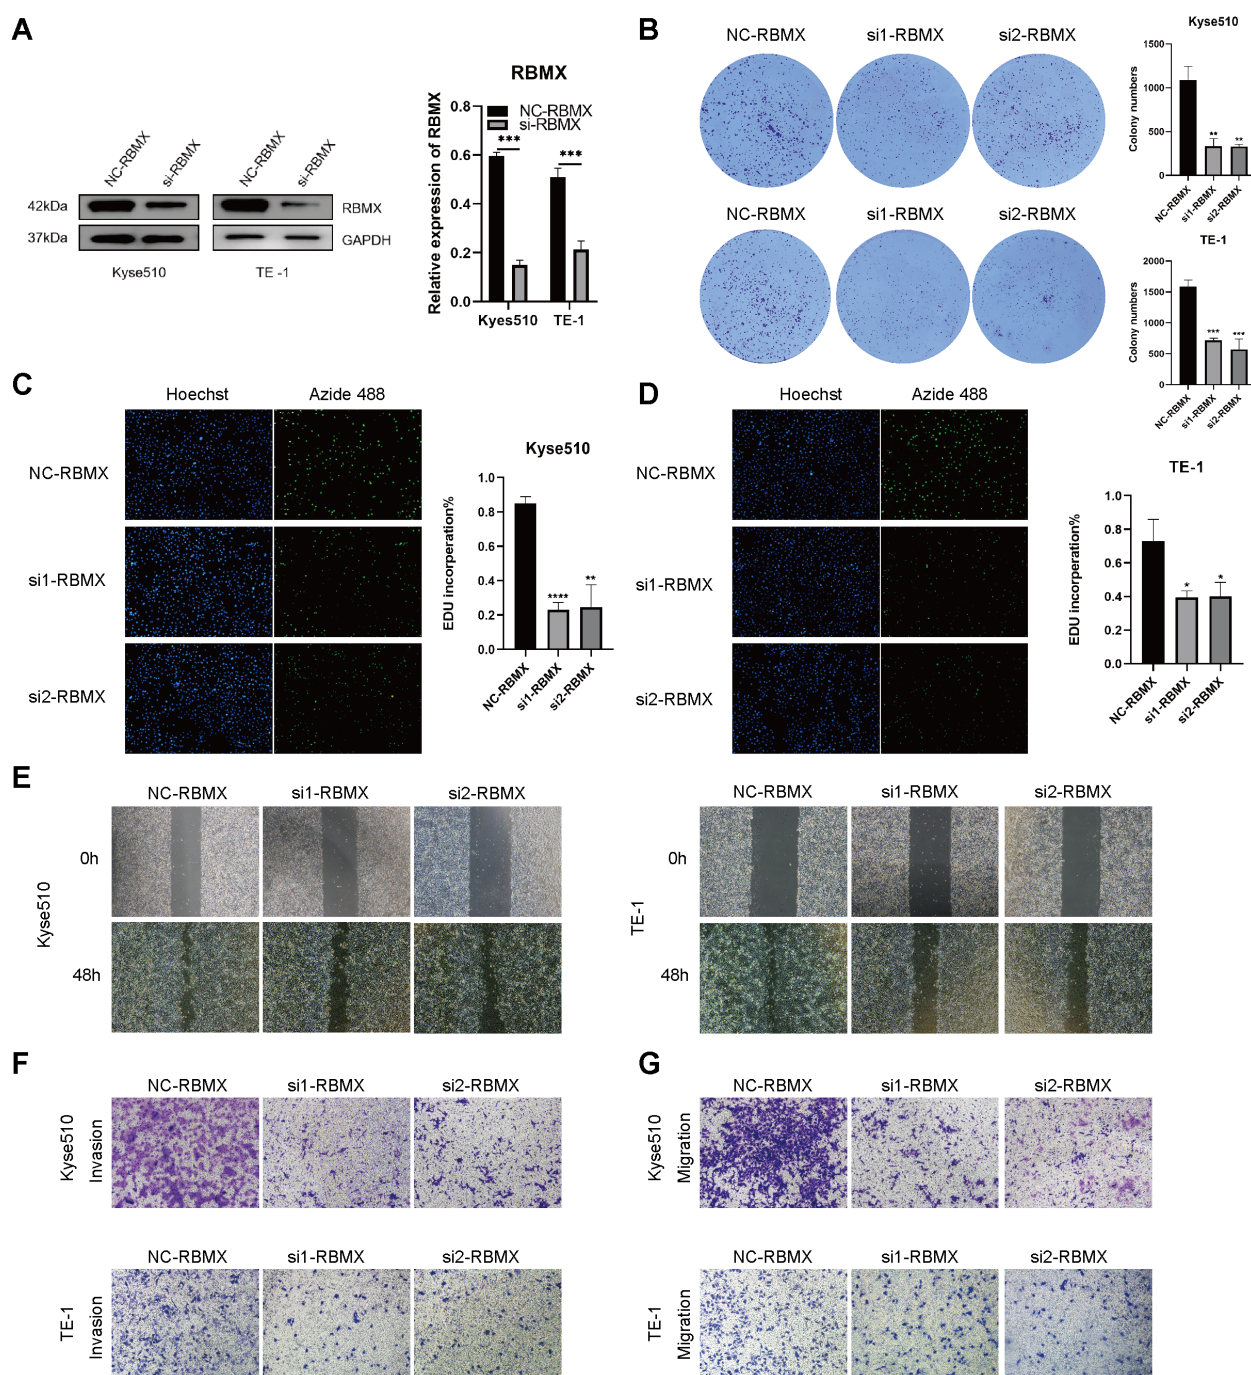 A
NC-RBMX
si-RBMX
NC-RBMX
si-RBMX
42kDa
RBMX
37kDa
GAPDH
Kyse510
TE -1
RBMX
NC-RBMX
si-RBMX
Relative expression of RBMX
0.8
0.6
0.4
0.2
0.0
***
***
Kyes510
TE-1
B
NC-RBMX
si1-RBMX
si2-RBMX
NC-RBMX
si1-RBMX
si2-RBMX
Kyse510
Colony numbers
1500
1000
500
0
**
**
NC-RBMX
si1-RBMX
si2-RBMX
TE-1
Colony numbers
2000
1500
1000
500
0
***
***
NC-RBMX
si1-RBMX
si2-RBMX
C
Hoechst
Azide 488
NC-RBMX
si1-RBMX
si2-RBMX
Kyse510
EDU incorperation%
1.0
0.8
0.6
0.4
0.2
0.0
****
**
NC-RBMX
si1-RBMX
si2-RBMX
D
Hoechst
Azide 488
NC-RBMX
si1-RBMX
si2-RBMX
TE-1
EDU incorperation%
1.0
0.8
0.6
0.4
0.2
0.0
*
*
NC-RBMX
si1-RBMX
si2-RBMX
E
NC-RBMX
si1-RBMX
si2-RBMX
0h
48h
Kyse510
NC-RBMX
si1-RBMX
si2-RBMX
0h
48h
TE-1
F
NC-RBMX
si1-RBMX
si2-RBMX
Kyse510
Invasion
NC-RBMX
si1-RBMX
si2-RBMX
TE-1
Invasion
G
NC-RBMX
si1-RBMX
si2-RBMX
Kyse510
Migration
NC-RBMX
si1-RBMX
si2-RBMX
TE-1
Migration